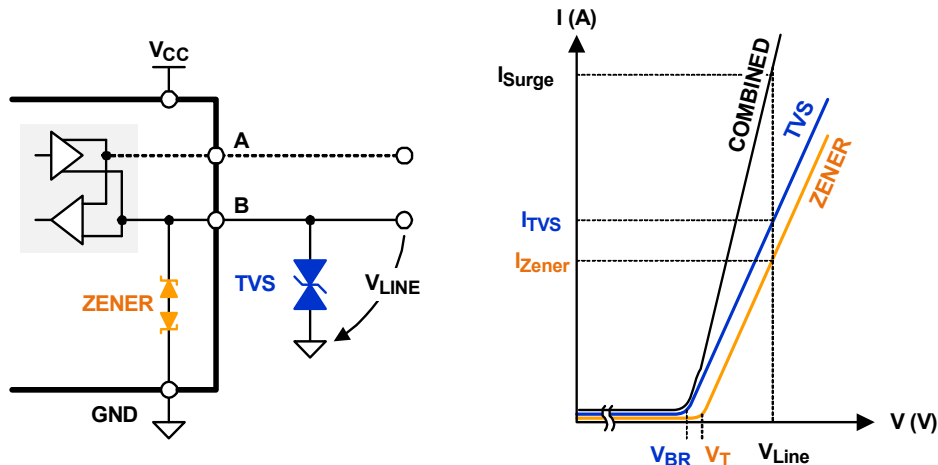 VCC
A
B
ZENER
TVS
VLINE
GND
I (A)
ISurge
COMBINED
TVS
ZENER
ITVS
IZener
VBR
VT
VLine
V (V)